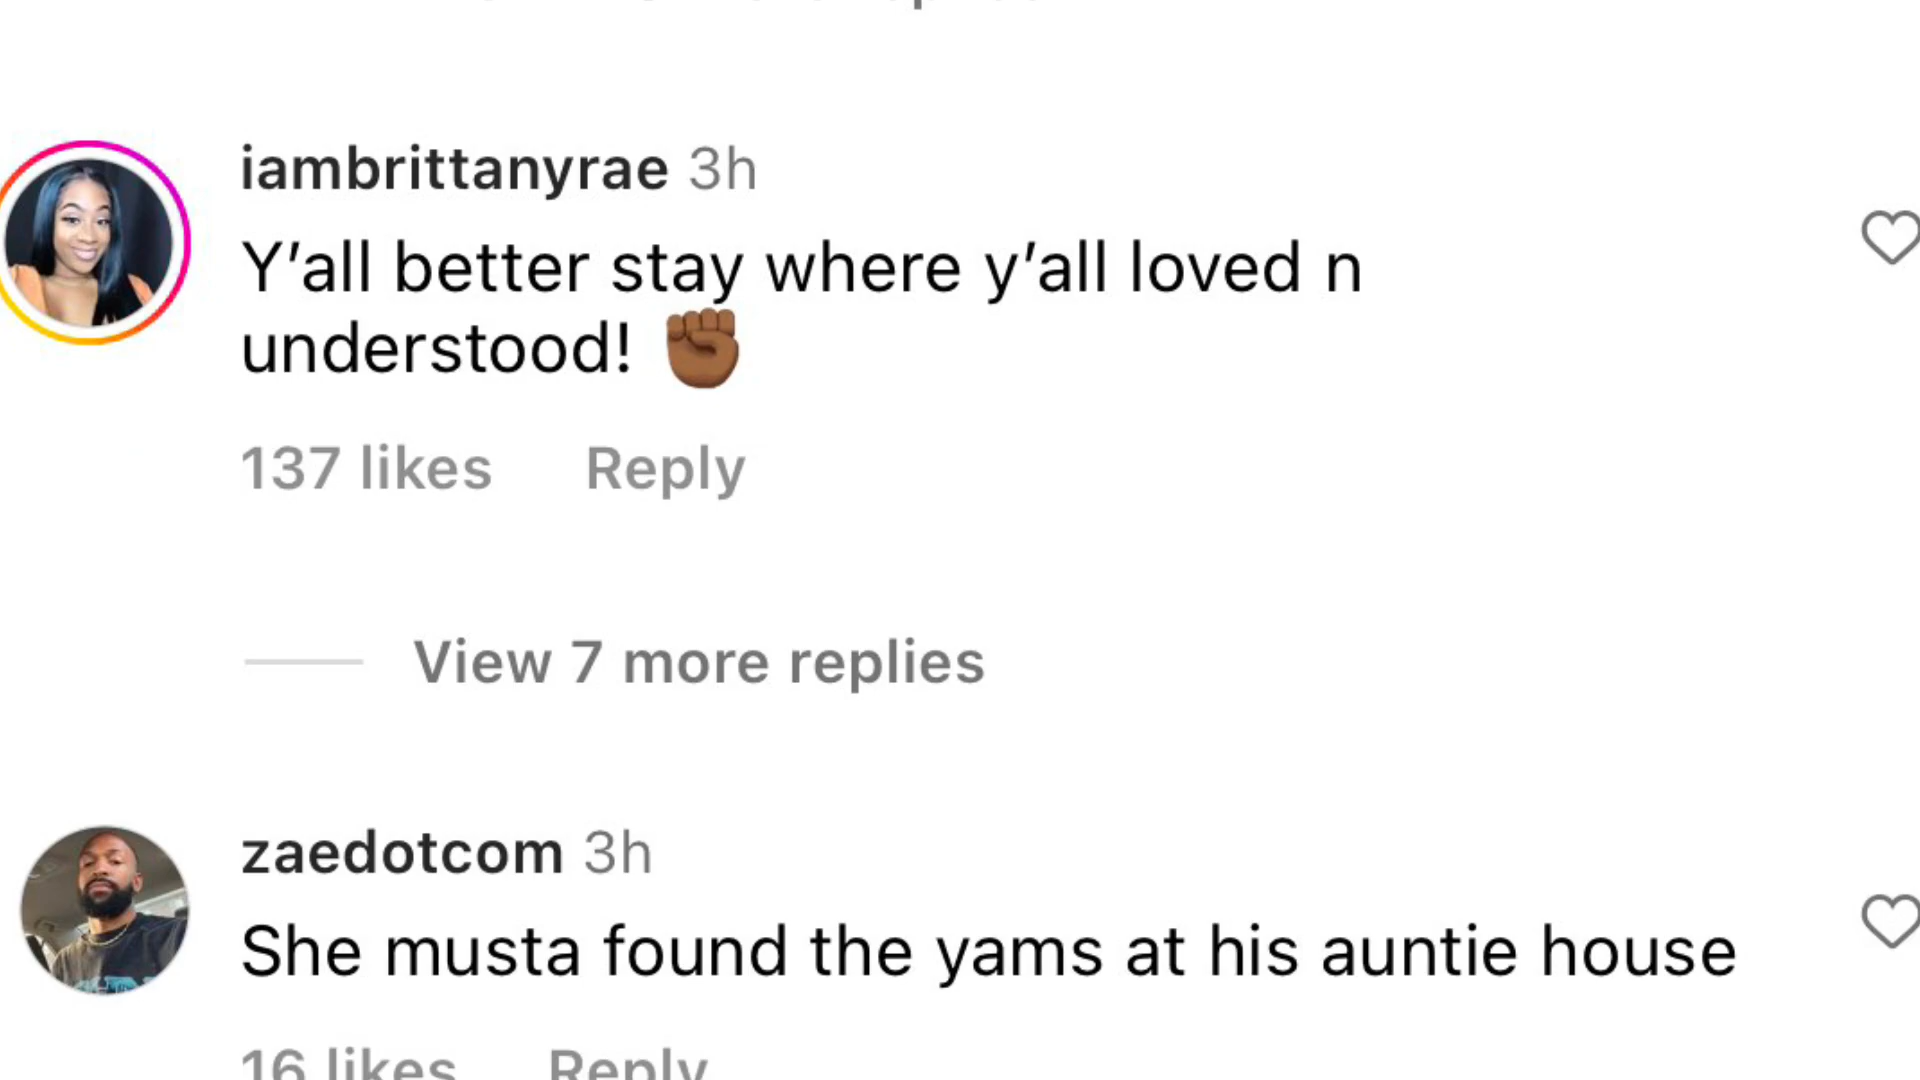 iambrittanyrae 3h
Y’all better stay where y’all loved n
understood! ✊🏾
137 likes Reply
View 7 more replies
zaedotcom 3h
She musta found the yams at his auntie house
16 likes Reply